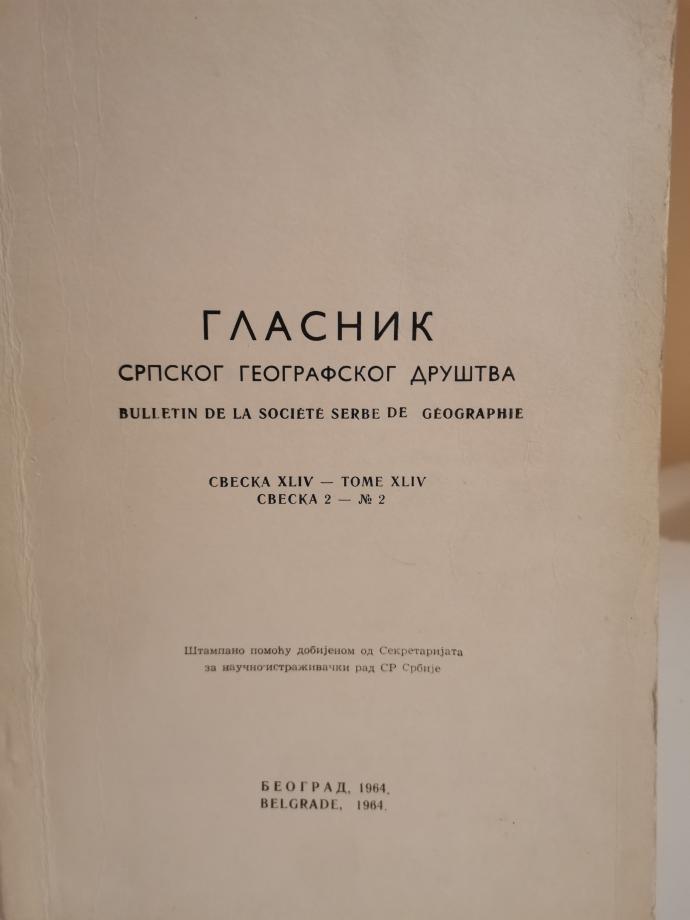 ГЛАСНИК
СРПСКОГ ГЕОГРАФСКОГ ДРУШТВА
BULLETIN DE LA SOCIÉTÉ SERBE DE GÉOGRAPHIE
СВЕСКА XLIV — TOME XLIV
СВЕСКА 2 — № 2
Штампано помоћу добијеном од Секретаријата
за научно-истраживачки рад СР Србије
БЕОГРАД, 1964.
BELGRADE, 1964.